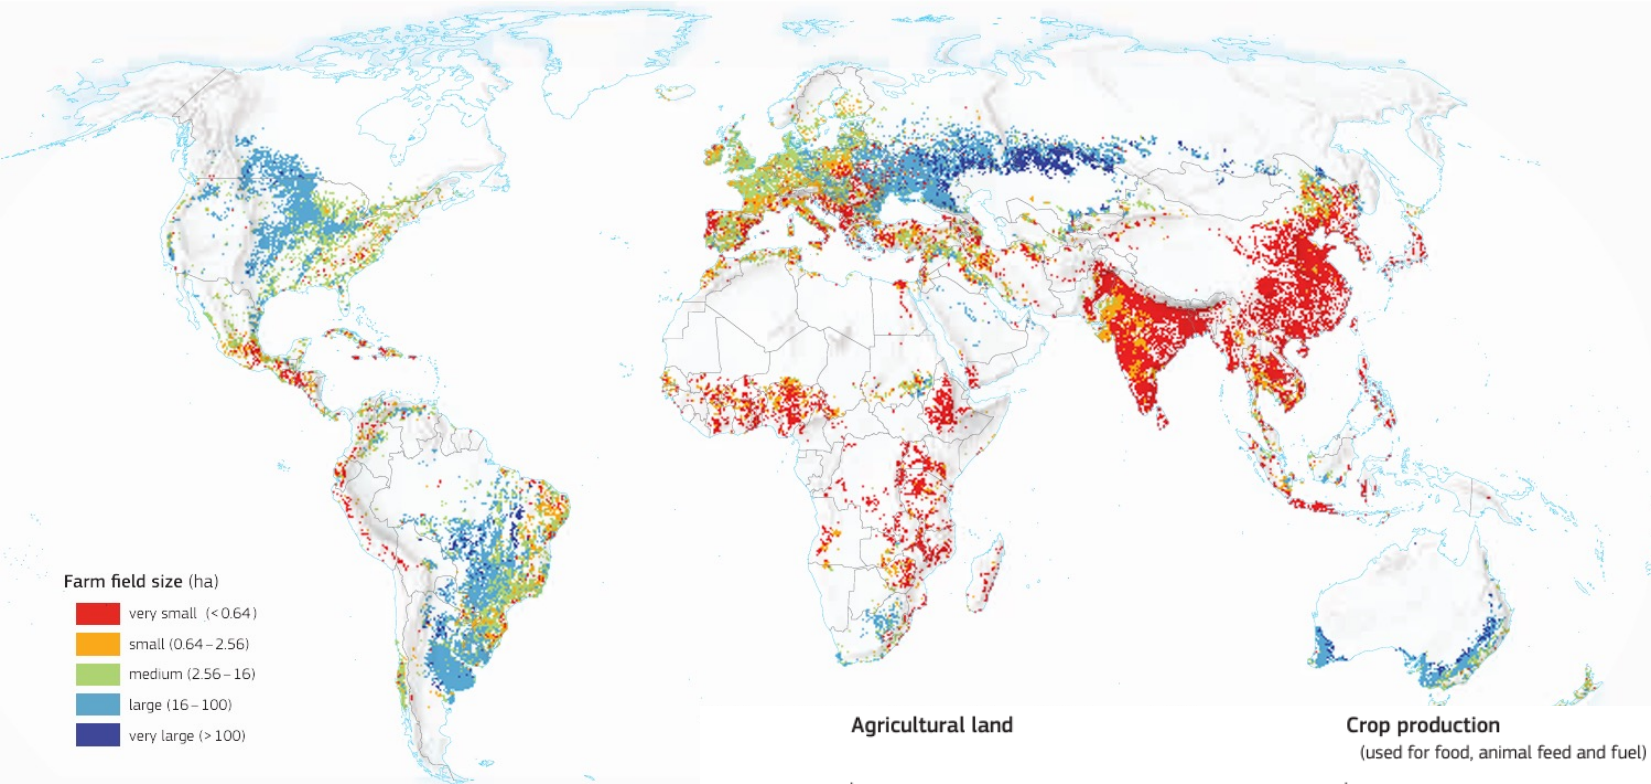 Farm field size (ha)
very small (<0.64)
small (0.64–2.56)
medium (2.56–16)
large (16–100)
very large (>100)
Agricultural land
Crop production
(used for food, animal feed and fuel)